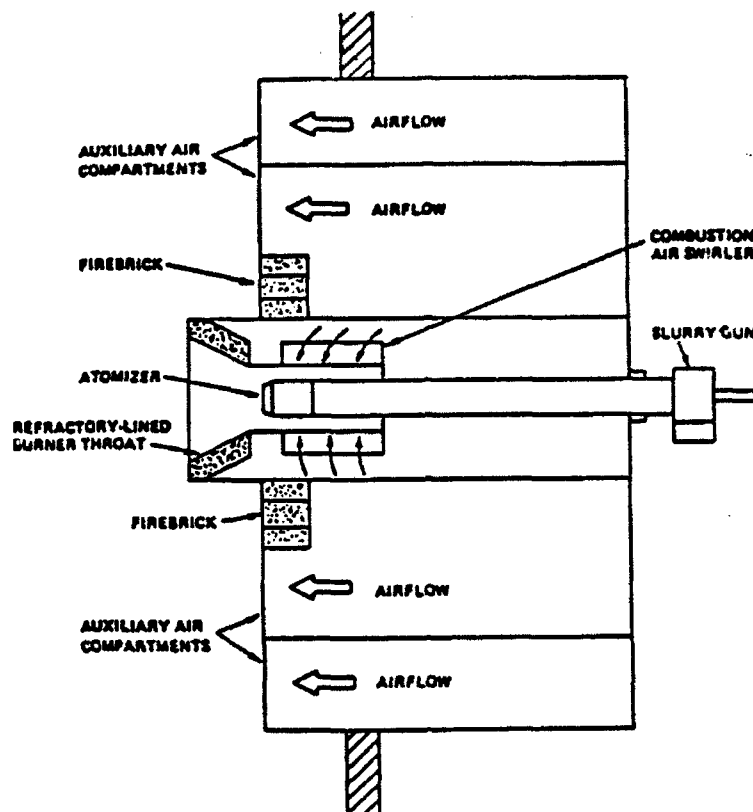 AIRFLOW
AUXILIARY AIR
COMPARTMENTS
AIRFLOW
COMBUSTION
AIR SWIRLER
FIREBRICK
SLURRY GUN
ATOMIZER
REFRACTORY-LINED
BURNER THROAT
FIREBRICK
AIRFLOW
AUXILIARY AIR
COMPARTMENTS
AIRFLOW